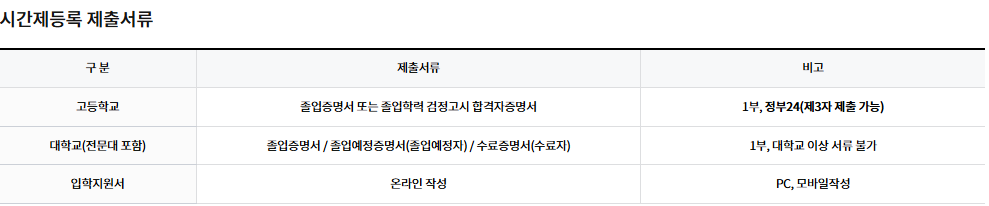 시간제등록 제출서류
구 분 제출서류 비고
고등학교 졸업증명서 또는 졸업학력 검정고시 합격자증명서 1부, 정부24(제3자 제출 가능)
대학교(전문대 포함) 졸업증명서 / 졸업예정증명서(졸업예정자) / 수료증명서(수료자) 1부, 대학교 이상 서류 불가
입학지원서 온라인 작성 PC, 모바일작성